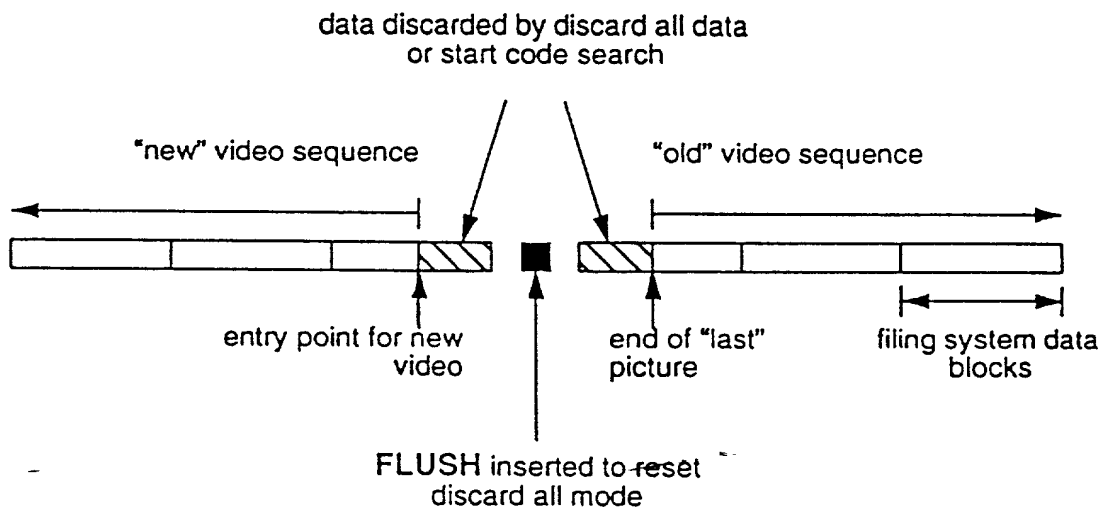 data discarded by discard all data
or start code search
“new” video sequence
“old” video sequence
entry point for new
video
end of “last”
picture
filing system data
blocks
FLUSH inserted to reset
discard all mode